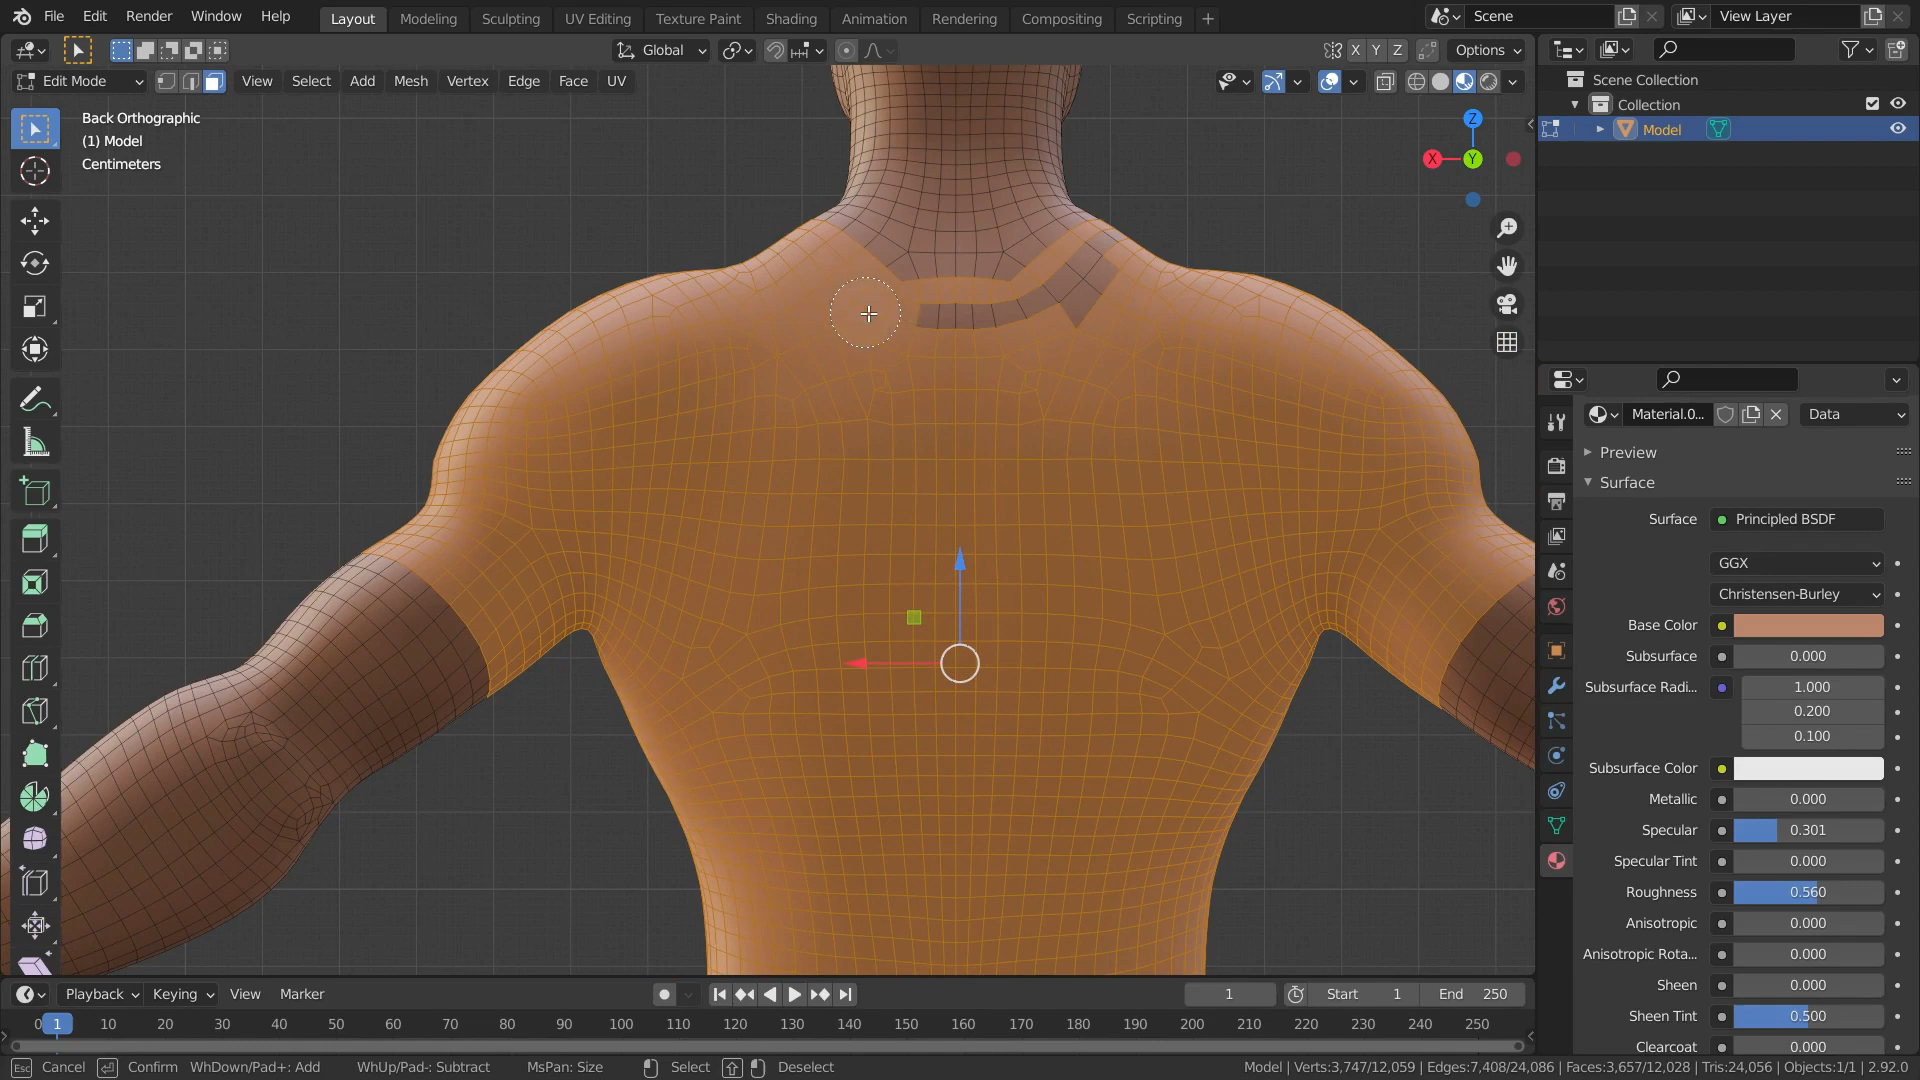 File Edit Render Window Help Layout Modeling Sculpting UV Editing Texture Paint Shading Animation Rendering Compositing Scripting + Scene View Layer
Global X Y Z Options
Edit Mode View Select Add Mesh Vertex Edge Face UV
Scene Collection
Collection
Model
Back Orthographic
(1) Model
Centimeters
Z
X Y
Material.0... Data
Preview
Surface
Surface Principled BSDF
GGX
Christensen-Burley
Base Color
Subsurface 0.000
Subsurface Radi... 1.000
0.200
0.100
Subsurface Color
Metallic 0.000
Specular 0.301
Specular Tint 0.000
Roughness 0.560
Anisotropic 0.000
Anisotropic Rota... 0.000
Sheen 0.000
Sheen Tint 0.500
Clearcoat 0.000
Playback Keying View Marker 1 Start 1 End 250
0 1 10 20 30 40 50 60 70 80 90 100 110 120 130 140 150 160 170 180 190 200 210 220 230 240 250
Esc Cancel Confirm WhDown/Pad+: Add WhUp/Pad-: Subtract MsPan: Size Select Deselect Model | Verts:3,747/12,059 | Edges:7,408/24,086 | Faces:3,657/12,028 | Tris:24,056 | Objects:1/1 | 2.92.0